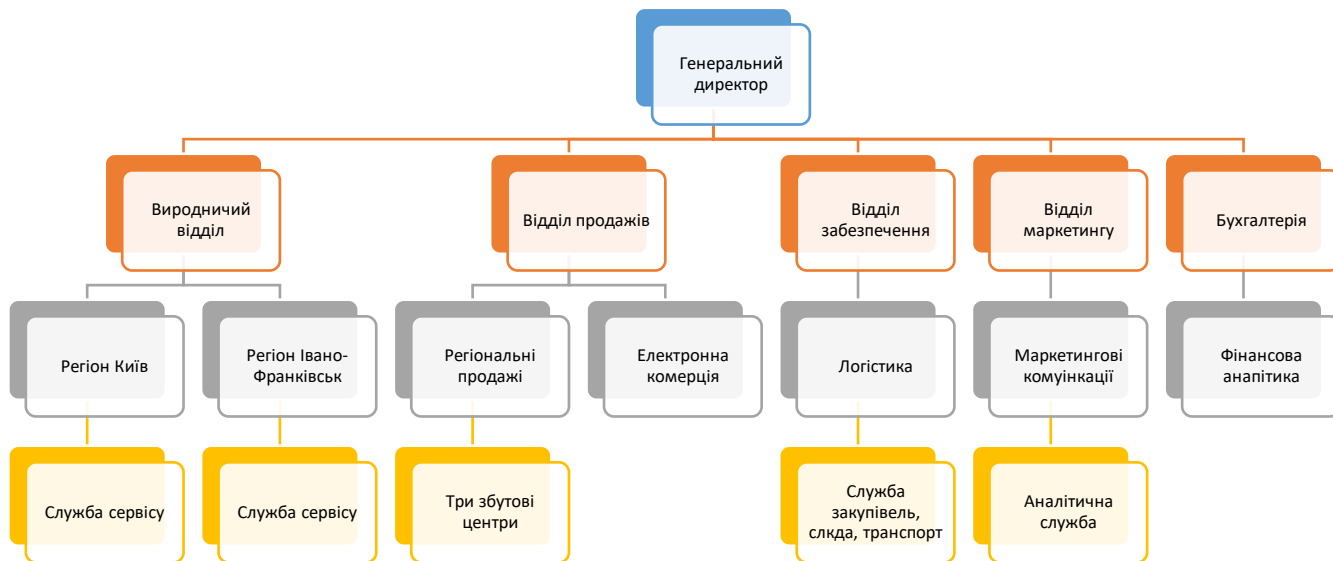 Генеральний
директор
Виродничий
відділ
Відділ продажів
Відділ
забезпечення
Відділ
маркетингу
Бухгалтерія
Регіон Київ
Регіон Івано-
Франківськ
Регіональні
продажі
Електронна
комерція
Логістика
Маркетингові
комуінкації
Фінансова
анапітика
Служба сервісу
Служба сервісу
Три збутові
центри
Служба
закупівель,
слкда, транспорт
Аналітична
служба